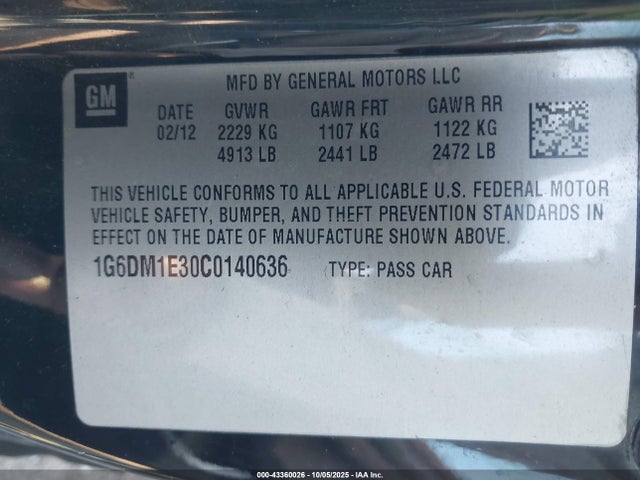 GM ®
MFD BY GENERAL MOTORS LLC
DATE GVWR GAWR FRT GAWR RR
02/12 2229 KG 1107 KG 1122 KG
4913 LB 2441 LB 2472 LB
THIS VEHICLE CONFORMS TO ALL APPLICABLE U.S. FEDERAL MOTOR
VEHICLE SAFETY, BUMPER, AND THEFT PREVENTION STANDARDS IN
EFFECT ON THE DATE OF MANUFACTURE SHOWN ABOVE.
1G6DM1E30C0140636 TYPE: PASS CAR
000-43360026 - 10/05/2025 - IAAI.COM